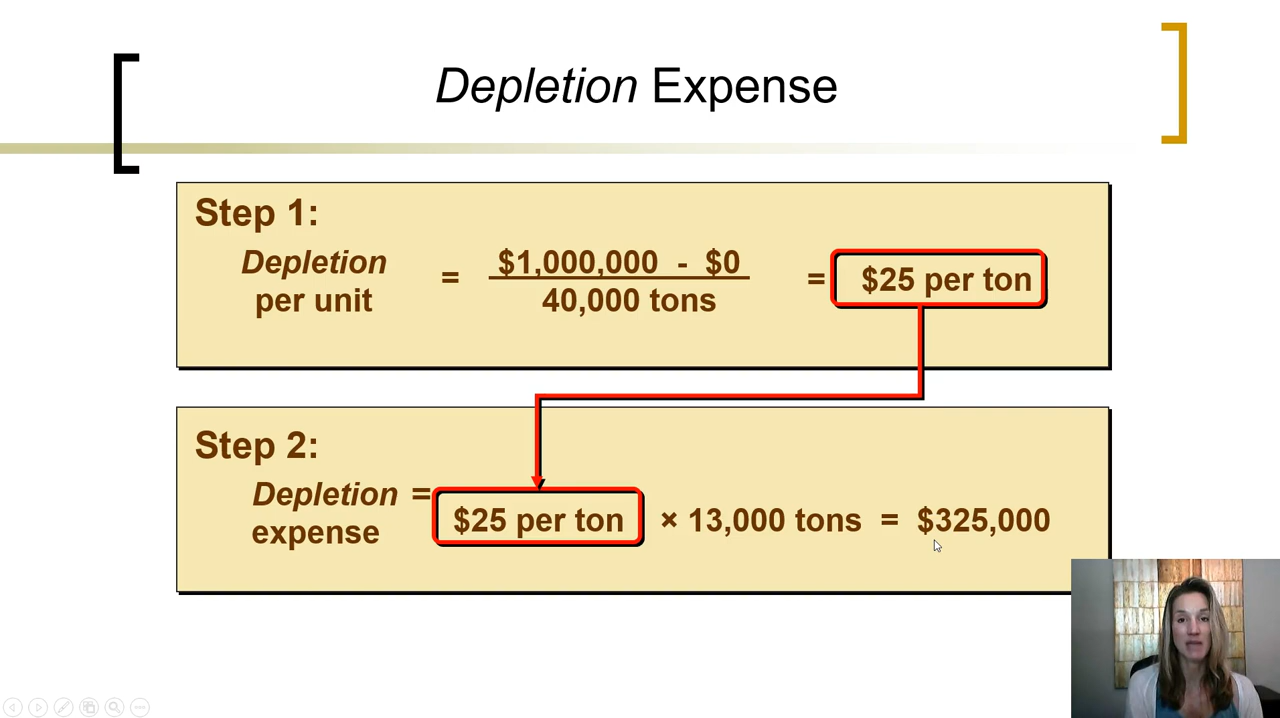 Depletion Expense
Step 1:
Depletion per unit = $1,000,000 - $0 / 40,000 tons = $25 per ton
Step 2:
Depletion expense = $25 per ton × 13,000 tons = $325,000